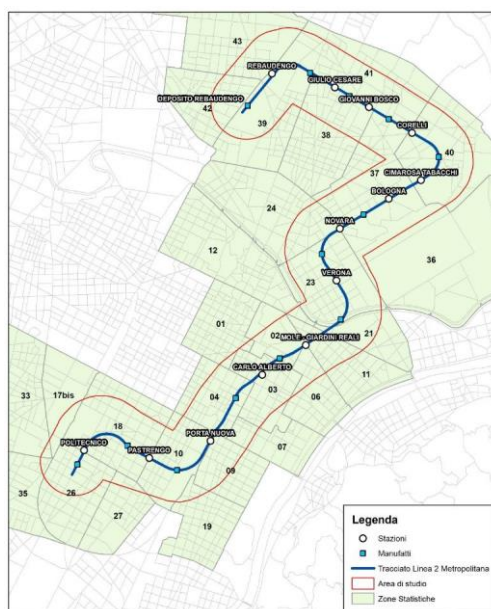 43
REBAUDENGO
41
GIULIO CESARE
DEPOSITO REBAUDENGO
GIOVANNI BOSCO
42
39
CORELLI
38
40
37
CIMAROSA TABACCHI
BOLOGNA
24
NOVARA
12
36
23
VERONA
01
02
21
MOLE - GIARDINI REALI
11
CARLO ALBERTO
33
17bis
04
03
06
18
POLITECNICO
PORTA NUOVA
07
PASTRENGO
10
09
35
26
27
19
Legenda
Stazioni
Manufatti
Tracciato Linea 2 Metropolitana
Area di studio
Zone Statistiche